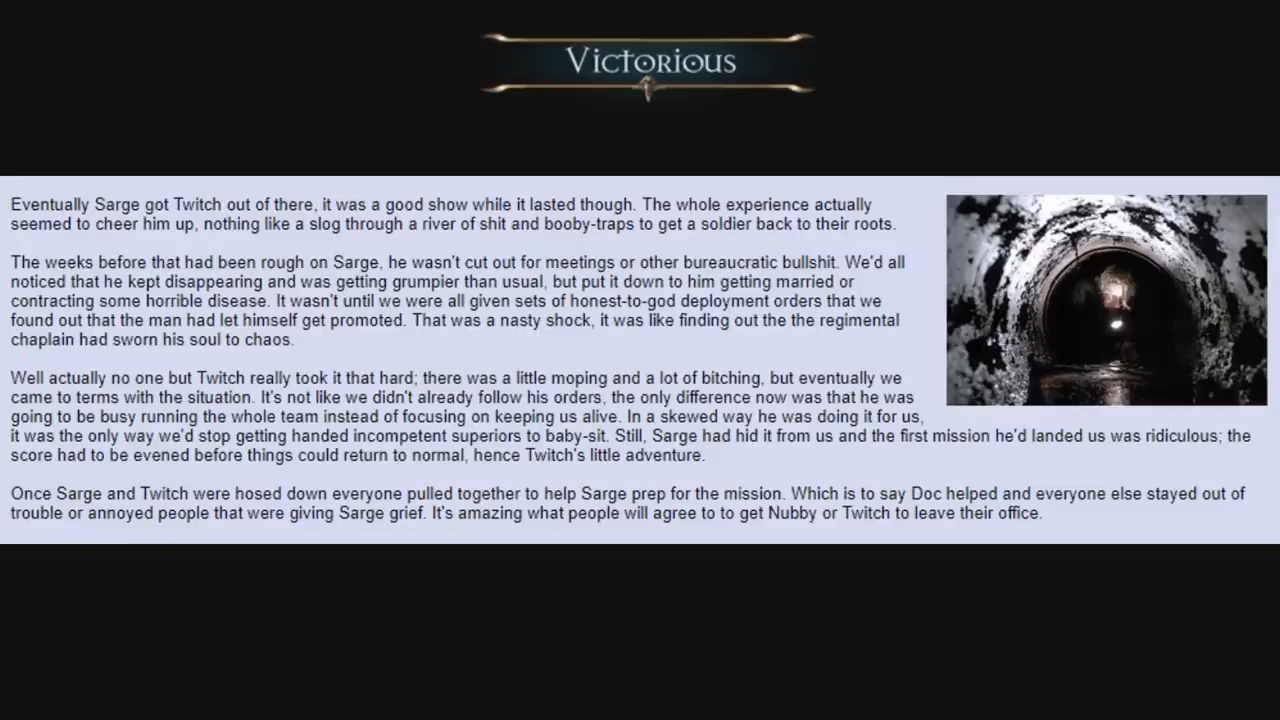 Victorious
Eventually Sarge got Twitch out of there, it was a good show while it lasted though. The whole experience actually
seemed to cheer him up, nothing like a slog through a river of shit and booby-traps to get a soldier back to their roots.
The weeks before that had been rough on Sarge, he wasn't cut out for meetings or other bureaucratic bullshit. We'd all
noticed that he kept disappearing and was getting grumpier than usual, but put it down to him getting married or
contracting some horrible disease. It wasn't until we were all given sets of honest-to-god deployment orders that we
found out that the man had let himself get promoted. That was a nasty shock, it was like finding out the the regimental
chaplain had sworn his soul to chaos.
Well actually no one but Twitch really took it that hard; there was a little moping and a lot of bitching, but eventually we
came to terms with the situation. It's not like we didn't already follow his orders, the only difference now was that he was
going to be busy running the whole team instead of focusing on keeping us alive. In a skewed way he was doing it for us,
it was the only way we'd stop getting handed incompetent superiors to baby-sit. Still, Sarge had hid it from us and the first mission he'd landed us was ridiculous; the
score had to be evened before things could return to normal, hence Twitch's little adventure.
Once Sarge and Twitch were hosed down everyone pulled together to help Sarge prep for the mission. Which is to say Doc helped and everyone else stayed out of
trouble or annoyed people that were giving Sarge grief. It's amazing what people will agree to to get Nubby or Twitch to leave their office.